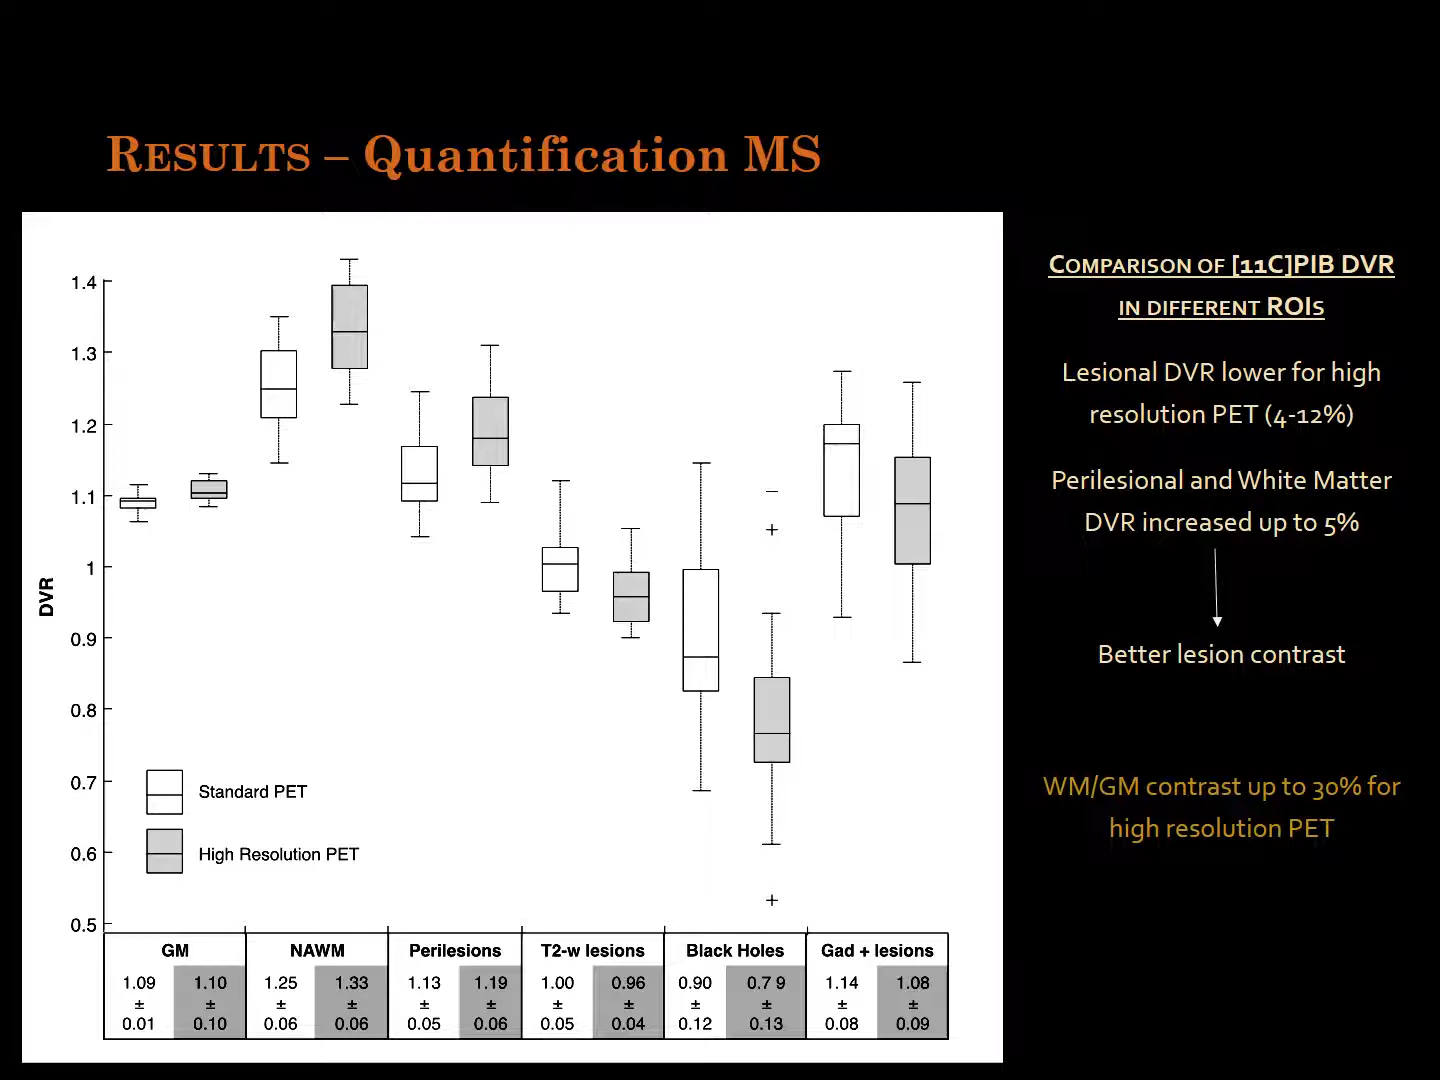 RESULTS – Quantification MS
1.4
1.3
1.2
1.1
1
0.9
0.8
0.7
0.6
0.5
DVR
Standard PET
High Resolution PET
GM NAWM Perilesions T2-w lesions Black Holes Gad + lesions
1.09 1.10 1.25 1.33 1.13 1.19 1.00 0.96 0.90 0.7 9 1.14 1.08
± ± ± ± ± ± ± ± ± ± ± ±
0.01 0.10 0.06 0.06 0.05 0.06 0.05 0.04 0.12 0.13 0.08 0.09
COMPARISON OF [11C]PIB DVR
IN DIFFERENT ROIS
Lesional DVR lower for high
resolution PET (4-12%)
Perilesional and White Matter
DVR increased up to 5%
Better lesion contrast
WM/GM contrast up to 30% for
high resolution PET